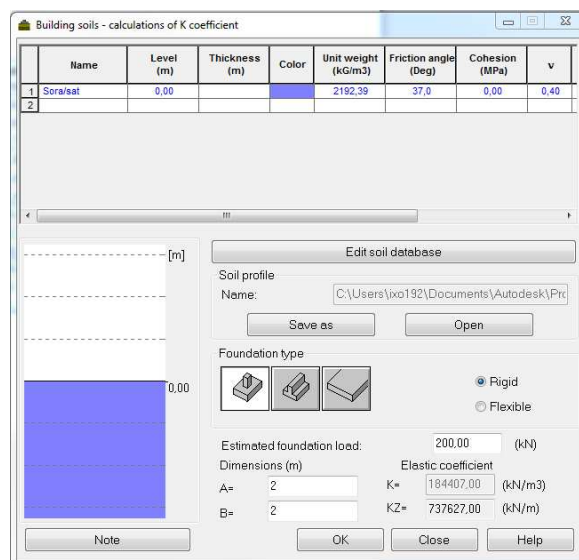 Building soils - calculations of K coefficient
Name Level (m) Thickness (m) Color Unit weight (kG/m3) Friction angle (Deg) Cohesion (MPa) v
1 Sora/sat 0,00 2192,39 37,0 0,00 0,40
2
[m]
Edit soil database
Soil profile
Name: C:\Users\ixo192\Documents\Autodesk\Pro
Save as Open
Foundation type
0,00
Rigid
Flexible
Estimated foundation load: 200,00 (kN)
Dimensions (m) Elastic coefficient
A= 2 K= 184407,00 (kN/m3)
B= 2 KZ= 737627,00 (kN/m)
Note OK Close Help